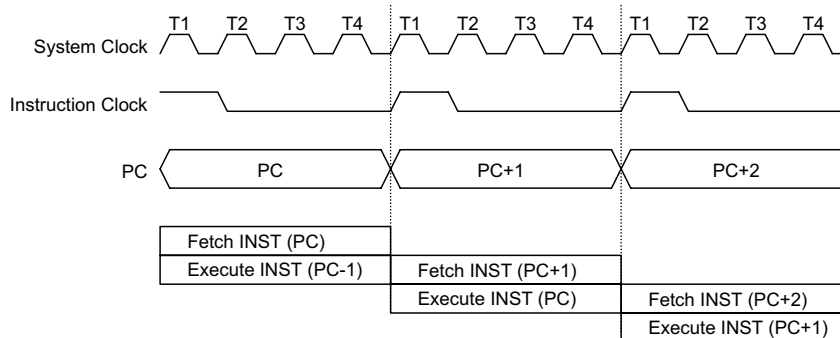 T1 T2 T3 T4 T1 T2 T3 T4 T1 T2 T3 T4
System Clock
Instruction Clock
PC PC PC+1 PC+2
Fetch INST (PC)
Execute INST (PC-1) Fetch INST (PC+1)
Execute INST (PC) Fetch INST (PC+2)
Execute INST (PC+1)